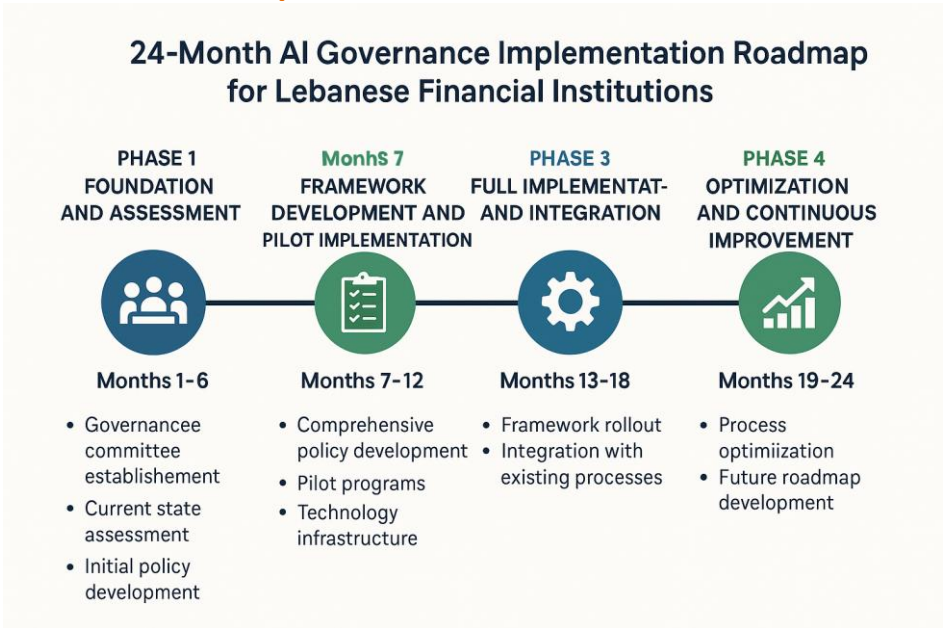 24-Month AI Governance Implementation Roadmap
for Lebanese Financial Institutions
PHASE 1
FOUNDATION
AND ASSESSMENT
MonhS 7
FRAMEWORK
DEVELOPMENT AND
PILOT IMPLEMENTATION
PHASE 3
FULL IMPLEMENTAT-
AND INTEGRATION
PHASE 4
OPTIMIZATION
AND CONTINUOUS
IMPROVEMENT
Months 1-6
• Governancee
committee
establishement
• Current state
assessment
• Initial policy
development
Months 7-12
• Comprehensive
policy development
• Pilot programs
• Technology
infrastructure
Months 13-18
• Framework rollout
• Integration with
existing processes
Months 19-24
• Process
optimiization
• Future roadmap
development